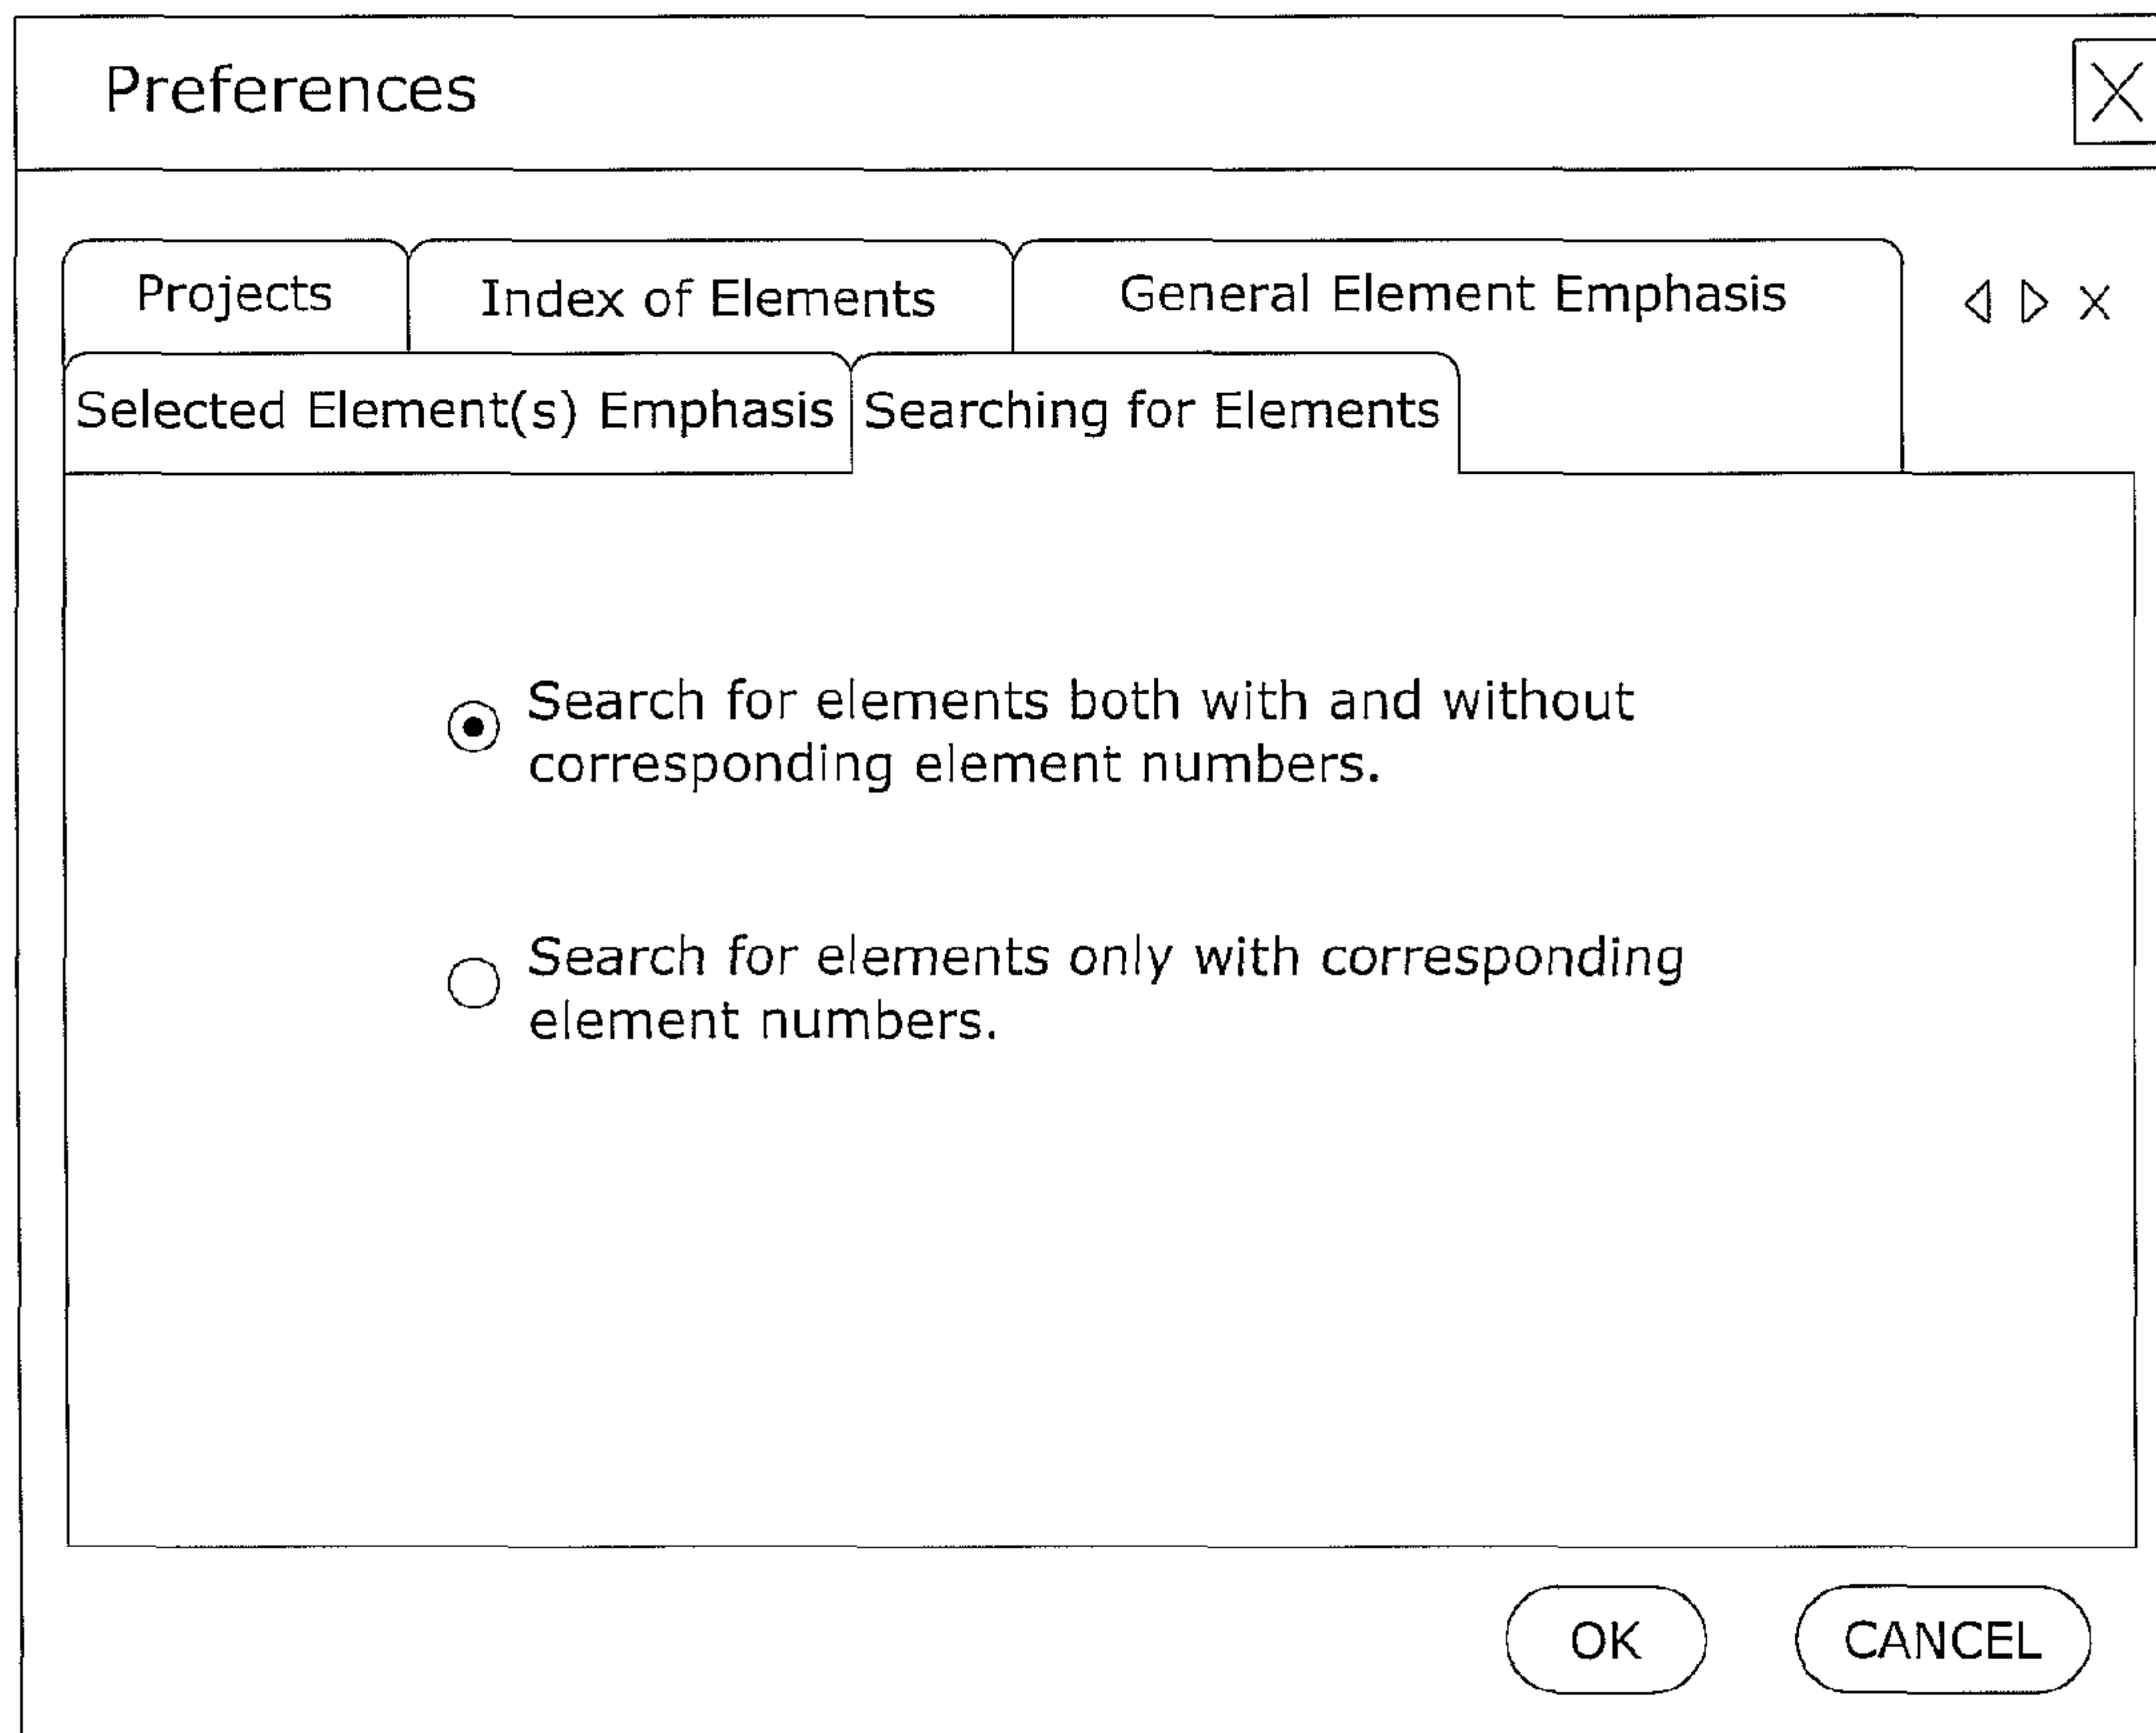 Preferences
Projects
Index of Elements
General Element Emphasis
Selected Element(s) Emphasis
Searching for Elements
Search for elements both with and without
corresponding element numbers.
Search for elements only with corresponding
element numbers.
OK
CANCEL